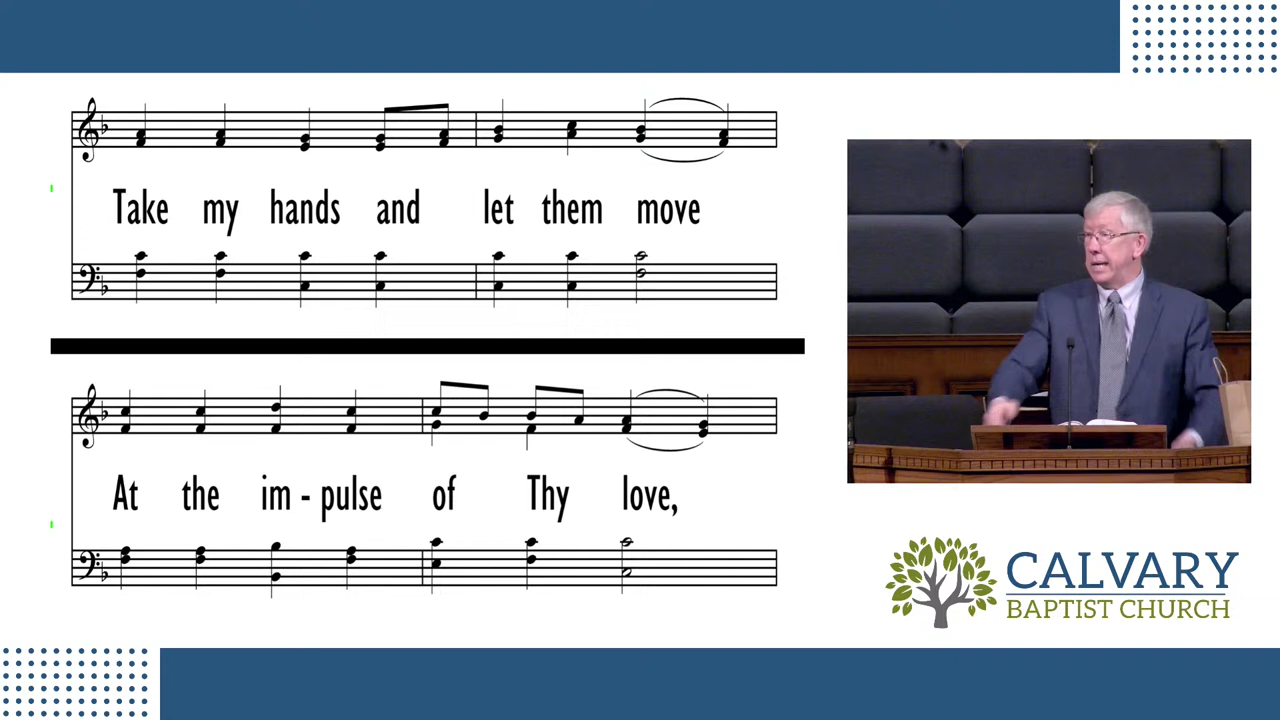 Take my hands and let them move
At the im - pulse of Thy love,
CALVARY
BAPTIST CHURCH